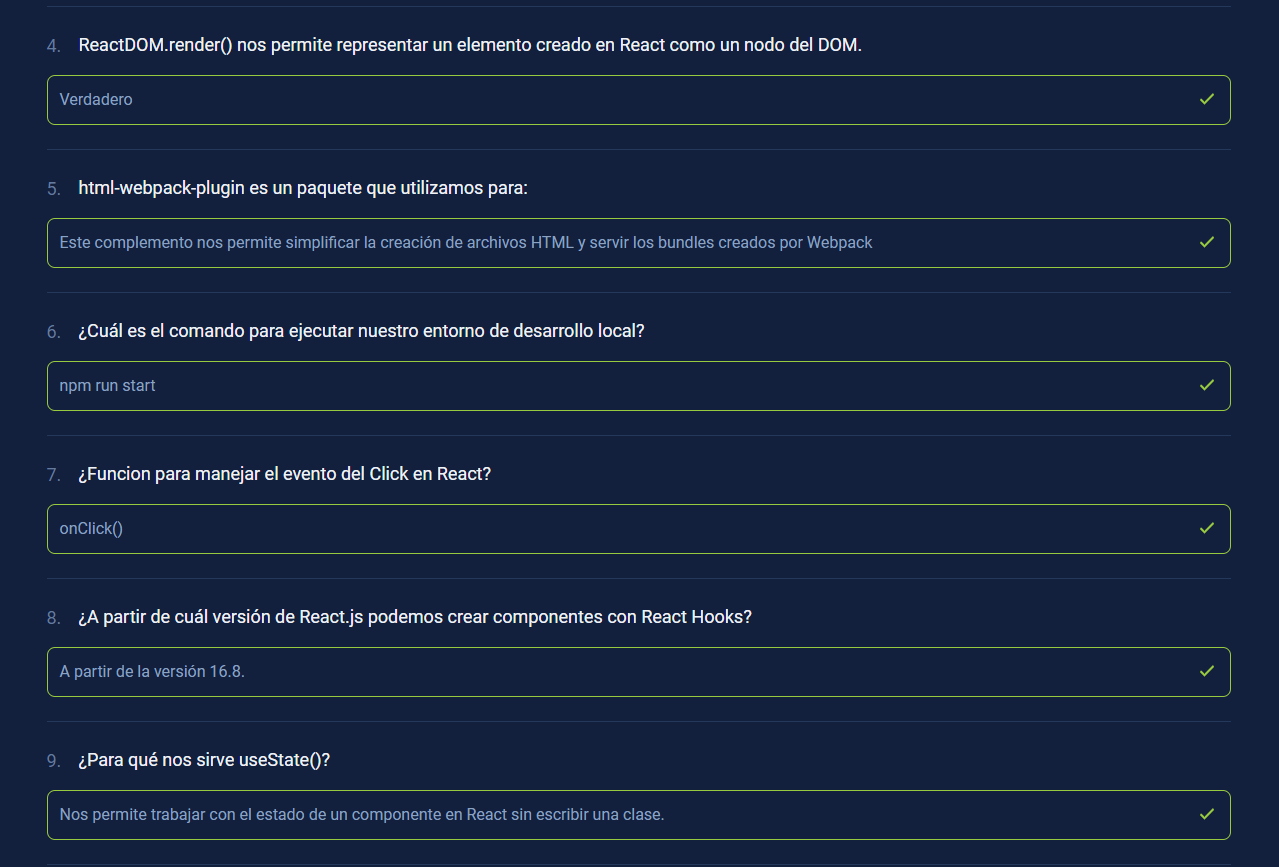 4. ReactDOM.render() nos permite representar un elemento creado en React como un nodo del DOM.
Verdadero
5. html-webpack-plugin es un paquete que utilizamos para:
Este complemento nos permite simplificar la creación de archivos HTML y servir los bundles creados por Webpack
6. ¿Cuál es el comando para ejecutar nuestro entorno de desarrollo local?
npm run start
7. ¿Funcion para manejar el evento del Click en React?
onClick()
8. ¿A partir de cuál versión de React.js podemos crear componentes con React Hooks?
A partir de la versión 16.8.
9. ¿Para qué nos sirve useState()?
Nos permite trabajar con el estado de un componente en React sin escribir una clase.